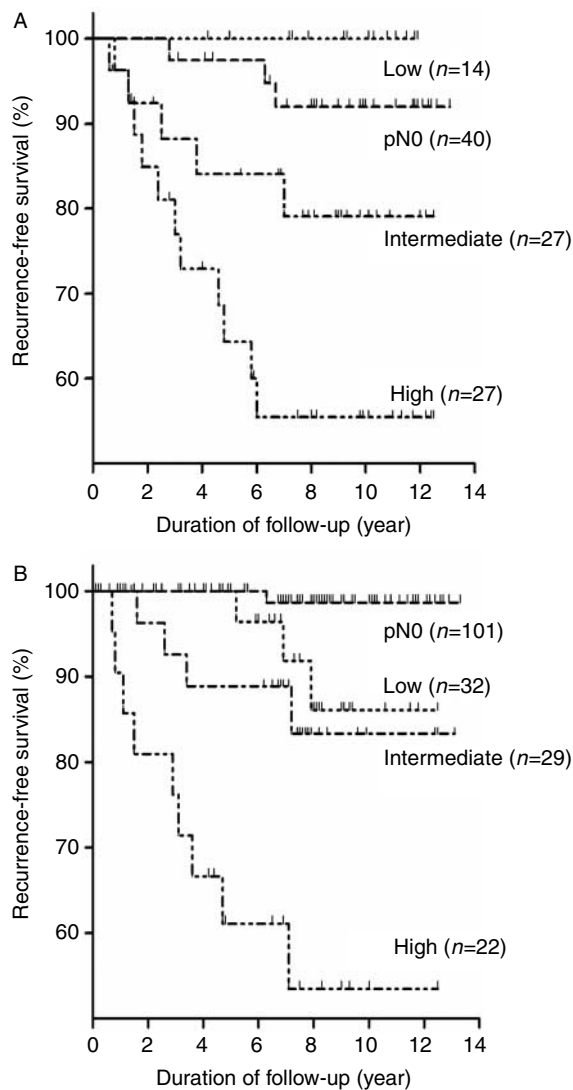 A
100
90
80
70
60
Recurrence-free survival (%)
Low (n=14)
pN0 (n=40)
Intermediate (n=27)
High (n=27)
0 2 4 6 8 10 12 14
Duration of follow-up (year)
B
100
90
80
70
60
Recurrence-free survival (%)
pN0 (n=101)
Low (n=32)
Intermediate (n=29)
High (n=22)
0 2 4 6 8 10 12 14
Duration of follow-up (year)